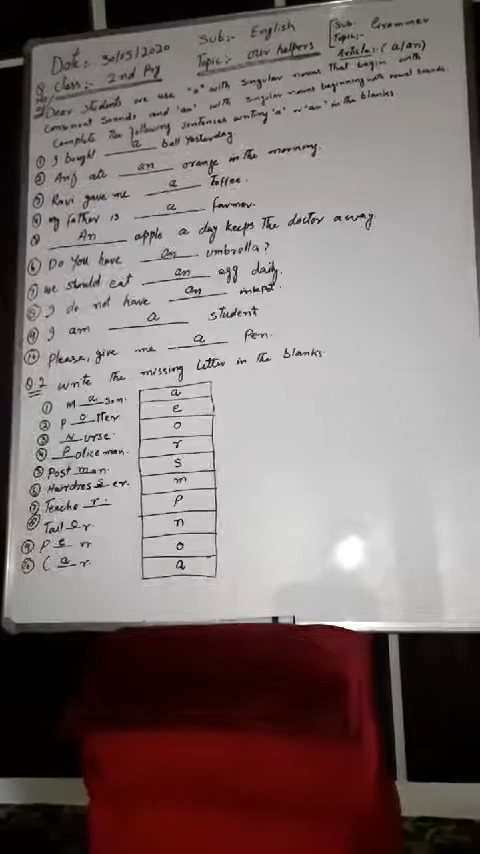 Date:- 30/05/2020 Sub:- English [Sub:- Grammer
Class:- 2nd Pry Topic:- Our helpers Topic:- Articles:- (a/an)
Q. No. 1 Dear Students we use "a" with singular nouns that begin with
consonant sounds and 'an' with singular nouns beginning with vowel sounds.
Complete the following sentences writing 'a' or 'an' in the blanks.
① I bought a ball yesterday.
② ate an orange in the morning.
③ Ravi gave me a Toffee.
④ my father is a farmer.
⑤ An apple a day keeps the doctor away
⑥ Do You have an umbrella?
⑦ we should eat an egg daily.
⑧ I do not have an inkpot.
⑨ I am a student
⑩ Please, give me a Pen.
Q.2 write the missing letter in the blanks.
① M a son. a
② P o tter e
③ N urse. o
④ P oliceman. r
⑤ Post man. s
⑥ Hairdres s er. m
⑦ Teache r. p
⑧ Tail o r. n
⑨ P e n o
⑩ C a r a